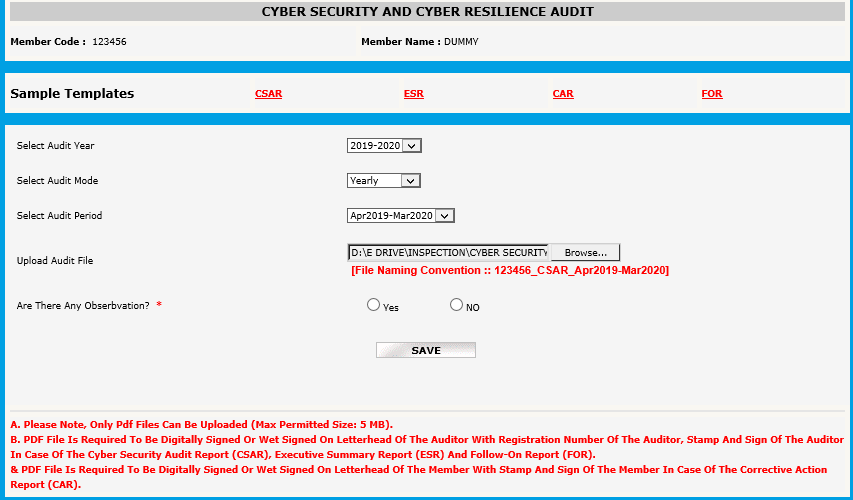 CYBER SECURITY AND CYBER RESILIENCE AUDIT
Member Code : 123456 Member Name : DUMMY
Sample Templates CSAR ESR CAR FOR
Select Audit Year 2019-2020
Select Audit Mode Yearly
Select Audit Period Apr2019-Mar2020
Upload Audit File D:\E DRIVE\INSPECTION\CYBER SECURITY Browse...
[File Naming Convention :: 123456_CSAR_Apr2019-Mar2020]
Are There Any Obserbvation? * Yes NO
SAVE
A. Please Note, Only Pdf Files Can Be Uploaded (Max Permitted Size: 5 MB).
B. PDF File Is Required To Be Digitally Signed Or Wet Signed On Letterhead Of The Auditor With Registration Number Of The Auditor, Stamp And Sign Of The Auditor
In Case Of The Cyber Security Audit Report (CSAR), Executive Summary Report (ESR) And Follow-On Report (FOR).
& PDF File Is Required To Be Digitally Signed Or Wet Signed On Letterhead Of The Member With Stamp And Sign Of The Member In Case Of The Corrective Action
Report (CAR).